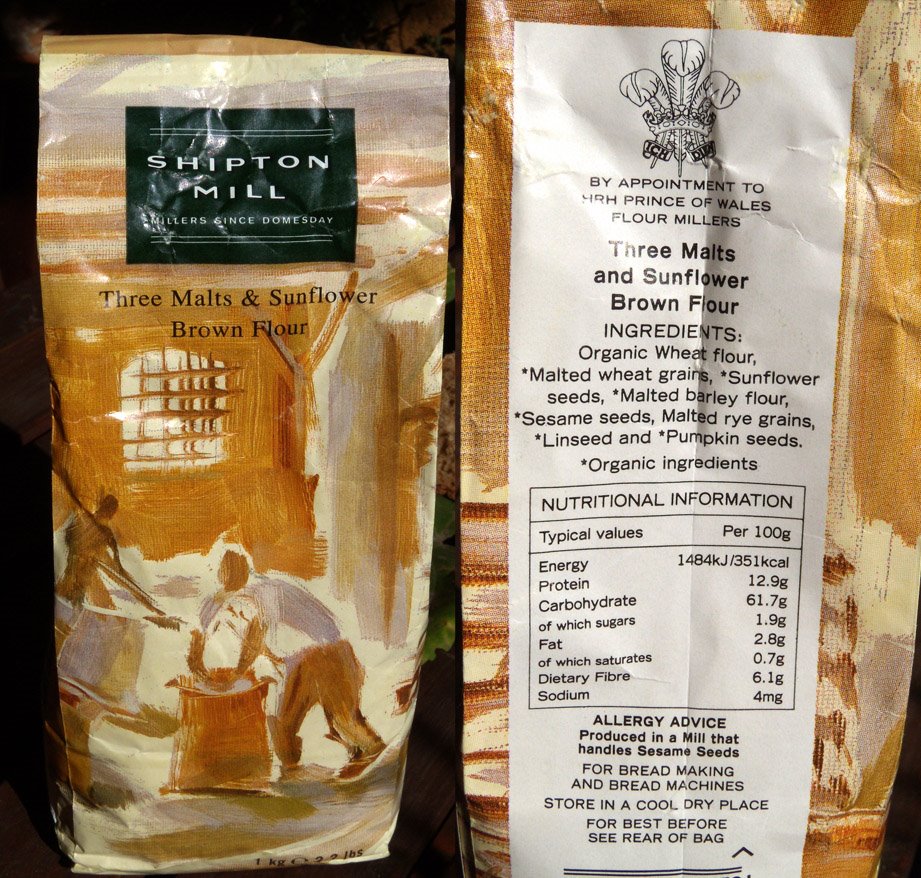 SHIPTON
MILL
MILLERS SINCE DOMESDAY
Three Malts & Sunflower
Brown Flour
1 kg e 2.2 lbs
ICH DIEN
BY APPOINTMENT TO
HRH PRINCE OF WALES
FLOUR MILLERS
Three Malts
and Sunflower
Brown Flour
INGREDIENTS:
Organic Wheat flour,
*Malted wheat grains, *Sunflower
seeds, *Malted barley flour,
*Sesame seeds, Malted rye grains,
*Linseed and *Pumpkin seeds.
*Organic ingredients
NUTRITIONAL INFORMATION
Typical values Per 100g
Energy 1484kJ/351kcal
Protein 12.9g
Carbohydrate 61.7g
of which sugars 1.9g
Fat 2.8g
of which saturates 0.7g
Dietary Fibre 6.1g
Sodium 4mg
ALLERGY ADVICE
Produced in a Mill that
handles Sesame Seeds
FOR BREAD MAKING
AND BREAD MACHINES
STORE IN A COOL DRY PLACE
FOR BEST BEFORE
SEE REAR OF BAG